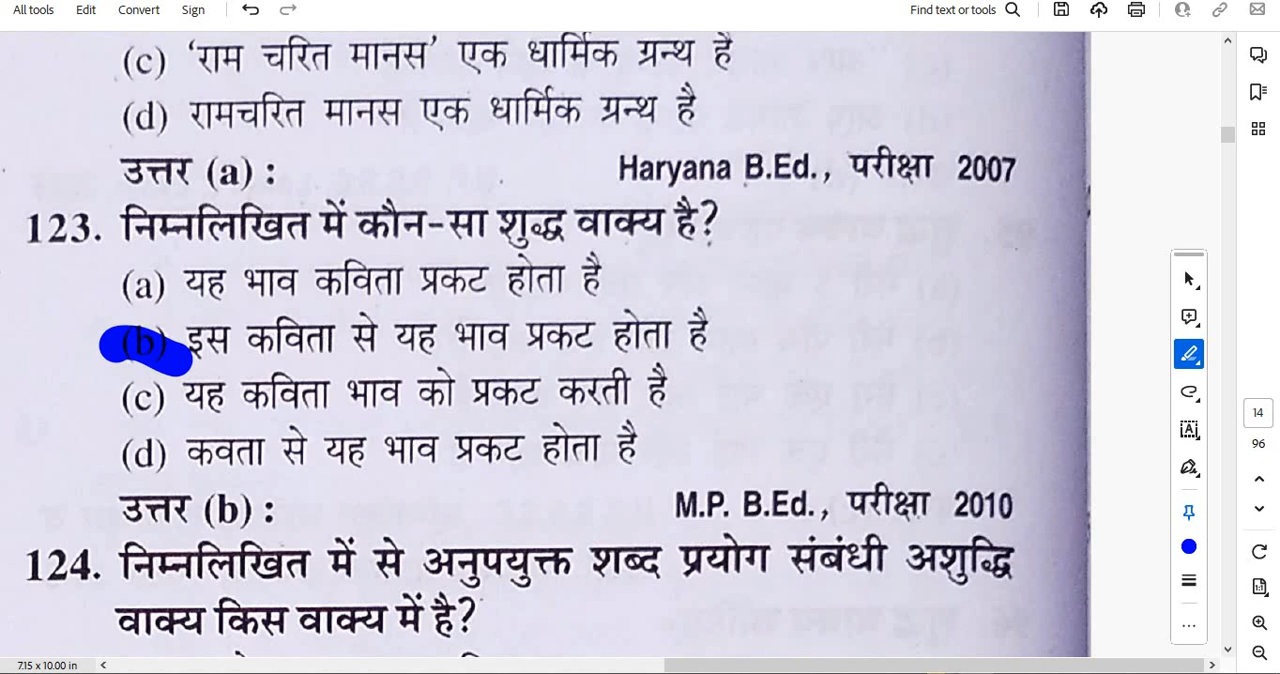 All tools Edit Convert Sign Find text or tools
(c) 'राम चरित मानस' एक धार्मिक ग्रन्थ है
(d) रामचरित मानस एक धार्मिक ग्रन्थ है
उत्तर (a) : Haryana B.Ed., परीक्षा 2007
123. निम्नलिखित में कौन-सा शुद्ध वाक्य है?
(a) यह भाव कविता प्रकट होता है
(b) इस कविता से यह भाव प्रकट होता है
(c) यह कविता भाव को प्रकट करती है
(d) कवता से यह भाव प्रकट होता है
उत्तर (b) : M.P. B.Ed., परीक्षा 2010
124. निम्नलिखित में से अनुपयुक्त शब्द प्रयोग संबंधी अशुद्धि
वाक्य किस वाक्य में है?
14
96
7.15 x 10.00 in